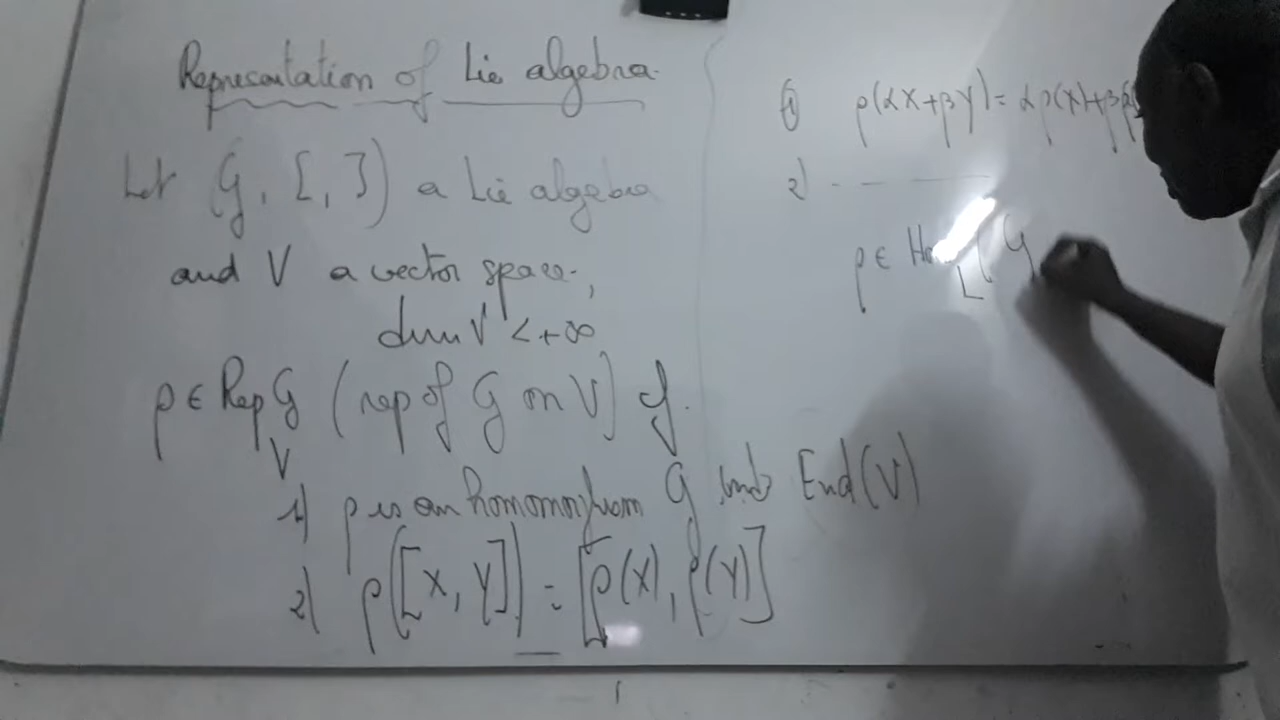 Representation of Lie algebra.
Let (G, [, ]) a Lie algebra
and V a vector space,
dim V < +∞
ρ ∈ Rep_V G (rep of G on V) if.
1) ρ is an homomorphism G into End(V)
2) ρ([X, Y]) = [ρ(X), ρ(Y)]
1) ρ(αX+βY) = αρ(X)+βρ
2) - — ———
ρ ∈ Hom_L(G